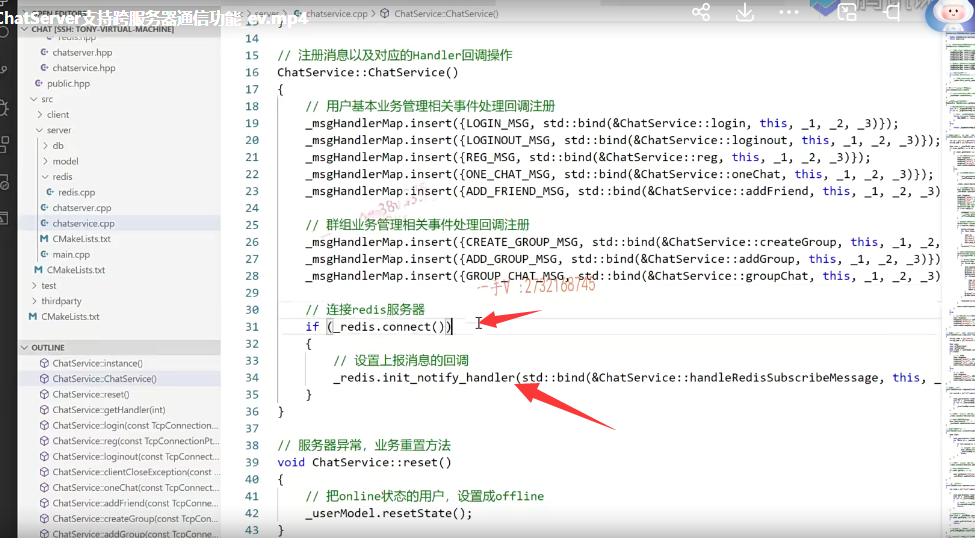 ChatServer支持跨服务器通信功能_ev.mp4
server
chatservice.cpp
ChatService::ChatService()
CHAT [SSH: TONY-VIRTUAL-MACHINE]
redis.hpp
chatserver.hpp
chatservice.hpp
public.hpp
src
client
server
db
model
redis
redis.cpp
chatserver.cpp
chatservice.cpp
CMakeLists.txt
main.cpp
CMakeLists.txt
test
thirdparty
CMakeLists.txt
OUTLINE
ChatService::instance()
ChatService::ChatService()
ChatService::reset()
ChatService::getHandler(int)
ChatService::login(const TcpConnection...
ChatService::reg(const TcpConnectionPt...
ChatService::loginout(const TcpConnect...
ChatService::clientCloseException(const ...
ChatService::oneChat(const TcpConnect...
ChatService::addFriend(const TcpConne...
ChatService::createGroup(const TcpCon...
ChatService::addGroup(const TcpConne...
14
15 // 注册消息以及对应的Handler回调操作
16 ChatService::ChatService()
17 {
18 // 用户基本业务管理相关事件处理回调注册
19 _msgHandlerMap.insert({LOGIN_MSG, std::bind(&ChatService::login, this, _1, _2, _3)});
20 _msgHandlerMap.insert({LOGINOUT_MSG, std::bind(&ChatService::loginout, this, _1, _2, _3)});
21 _msgHandlerMap.insert({REG_MSG, std::bind(&ChatService::reg, this, _1, _2, _3)});
22 _msgHandlerMap.insert({ONE_CHAT_MSG, std::bind(&ChatService::oneChat, this, _1, _2, _3)});
23 _msgHandlerMap.insert({ADD_FRIEND_MSG, std::bind(&ChatService::addFriend, this, _1, _2, _3)
24
25 // 群组业务管理相关事件处理回调注册
26 _msgHandlerMap.insert({CREATE_GROUP_MSG, std::bind(&ChatService::createGroup, this, _1, _2,
27 _msgHandlerMap.insert({ADD_GROUP_MSG, std::bind(&ChatService::addGroup, this, _1, _2, _3)})
28 _msgHandlerMap.insert({GROUP_CHAT_MSG, std::bind(&ChatService::groupChat, this, _1, _2, _3)
29
一手V :2732168745
30 // 连接redis服务器
31 if (_redis.connect())
32 {
33 // 设置上报消息的回调
34 _redis.init_notify_handler(std::bind(&ChatService::handleRedisSubscribeMessage, this, _
35 }
36 }
37
38 // 服务器异常，业务重置方法
39 void ChatService::reset()
40 {
41 // 把online状态的用户，设置成offline
42 _userModel.resetState();
43 }